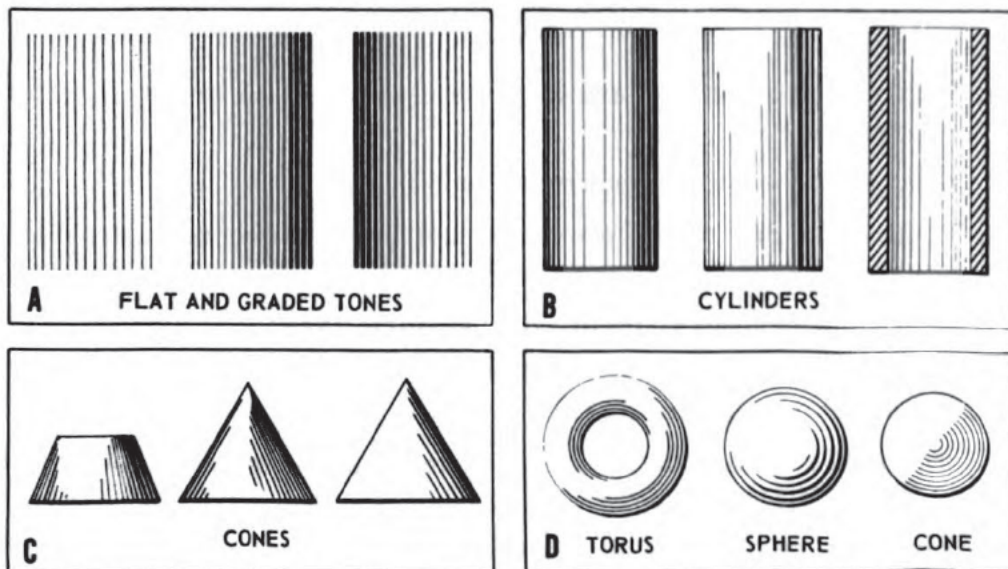 A FLAT AND GRADED TONES
B CYLINDERS
C CONES
D TORUS SPHERE CONE